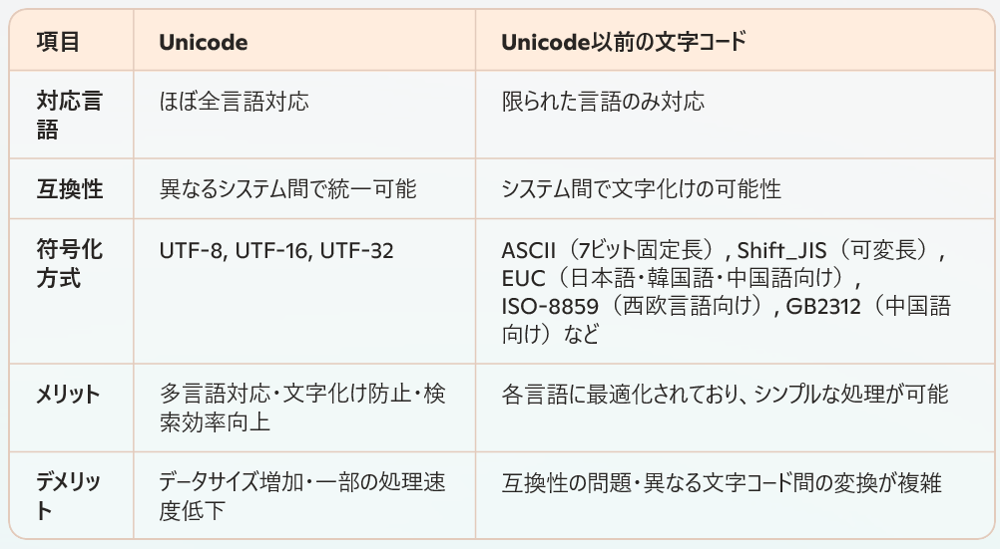 項目
Unicode
Unicode以前の文字コード
対応言
語
ほぼ全言語対応
限られた言語のみ対応
互換性
異なるシステム間で統一可能
システム間で文字化けの可能性
符号化
方式
UTF-8, UTF-16, UTF-32
ASCII（7ビット固定長）, Shift_JIS（可変長）,
EUC（日本語・韓国語・中国語向け）,
ISO-8859（西欧言語向け）, GB2312（中国語
向け）など
メリット
多言語対応・文字化け防止・検
索効率向上
各言語に最適化されており、シンプルな処理が可能
デメリッ
ト
データサイズ増加・一部の処理速
度低下
互換性の問題・異なる文字コード間の変換が複雑